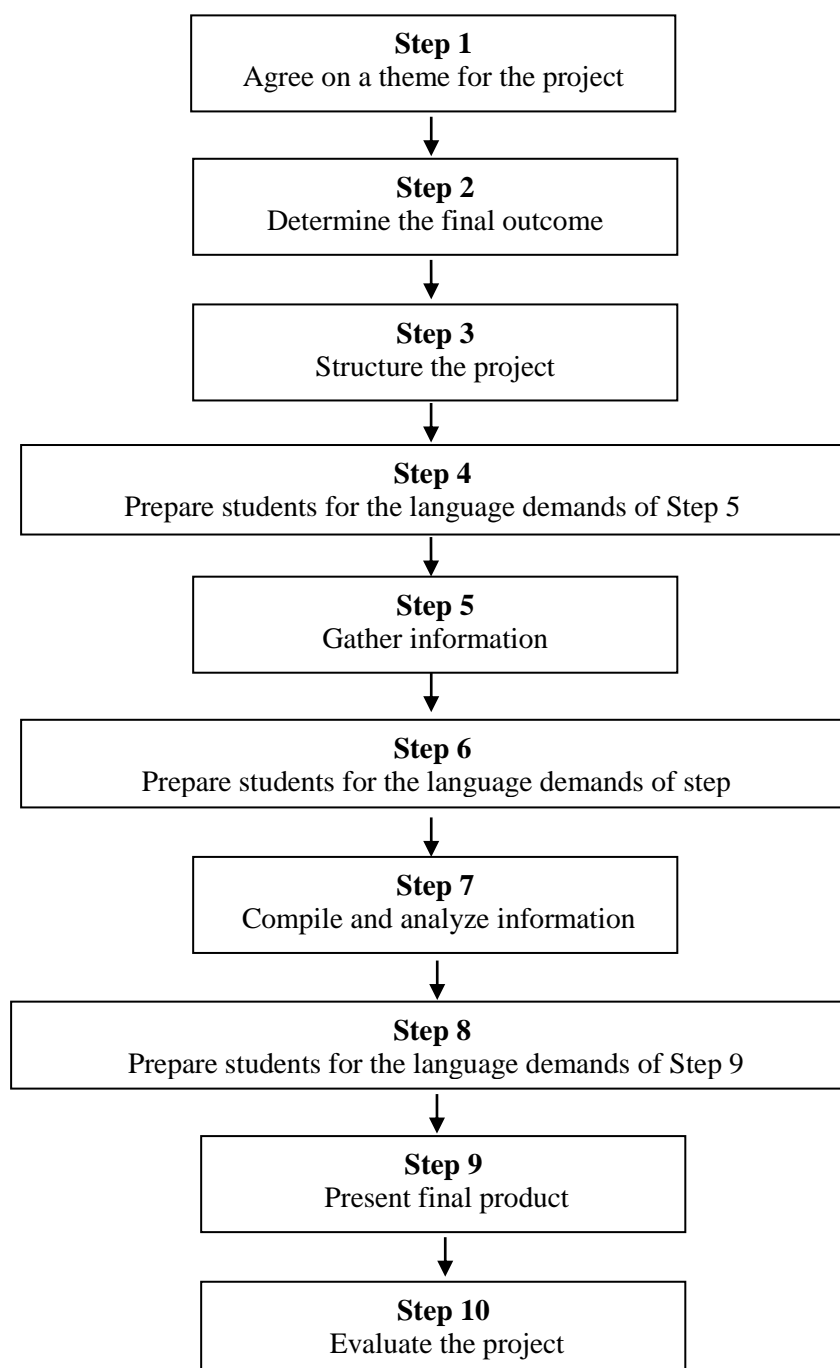 Step 1
Agree on a theme for the project
Step 2
Determine the final outcome
Step 3
Structure the project
Step 4
Prepare students for the language demands of Step 5
Step 5
Gather information
Step 6
Prepare students for the language demands of step
Step 7
Compile and analyze information
Step 8
Prepare students for the language demands of Step 9
Step 9
Present final product
Step 10
Evaluate the project